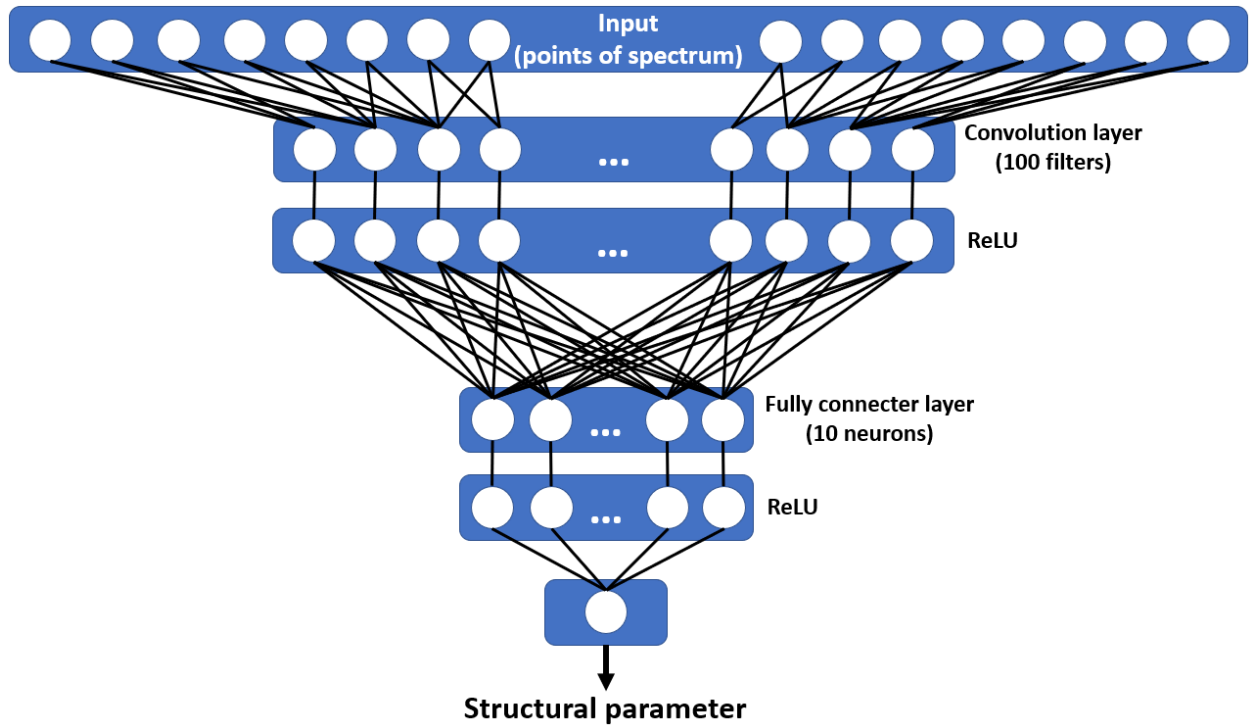 Input
(points of spectrum)
Convolution layer
(100 filters)
...
...
ReLU
...
Fully connecter layer
(10 neurons)
...
ReLU
Structural parameter